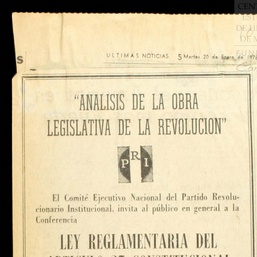 CEN
ULTIMAS NOTICIAS 5 Martes 20 de Enero de
S
"ANALISIS DE LA OBRA
LEGISLATIVA DE LA REVOLUCION"
PRI
El Comité Ejecutivo Nacional del Partido Revolu-
cionario Institucional, invita al público en general a la
Conferencia
LEY REGLAMENTARIA DEL